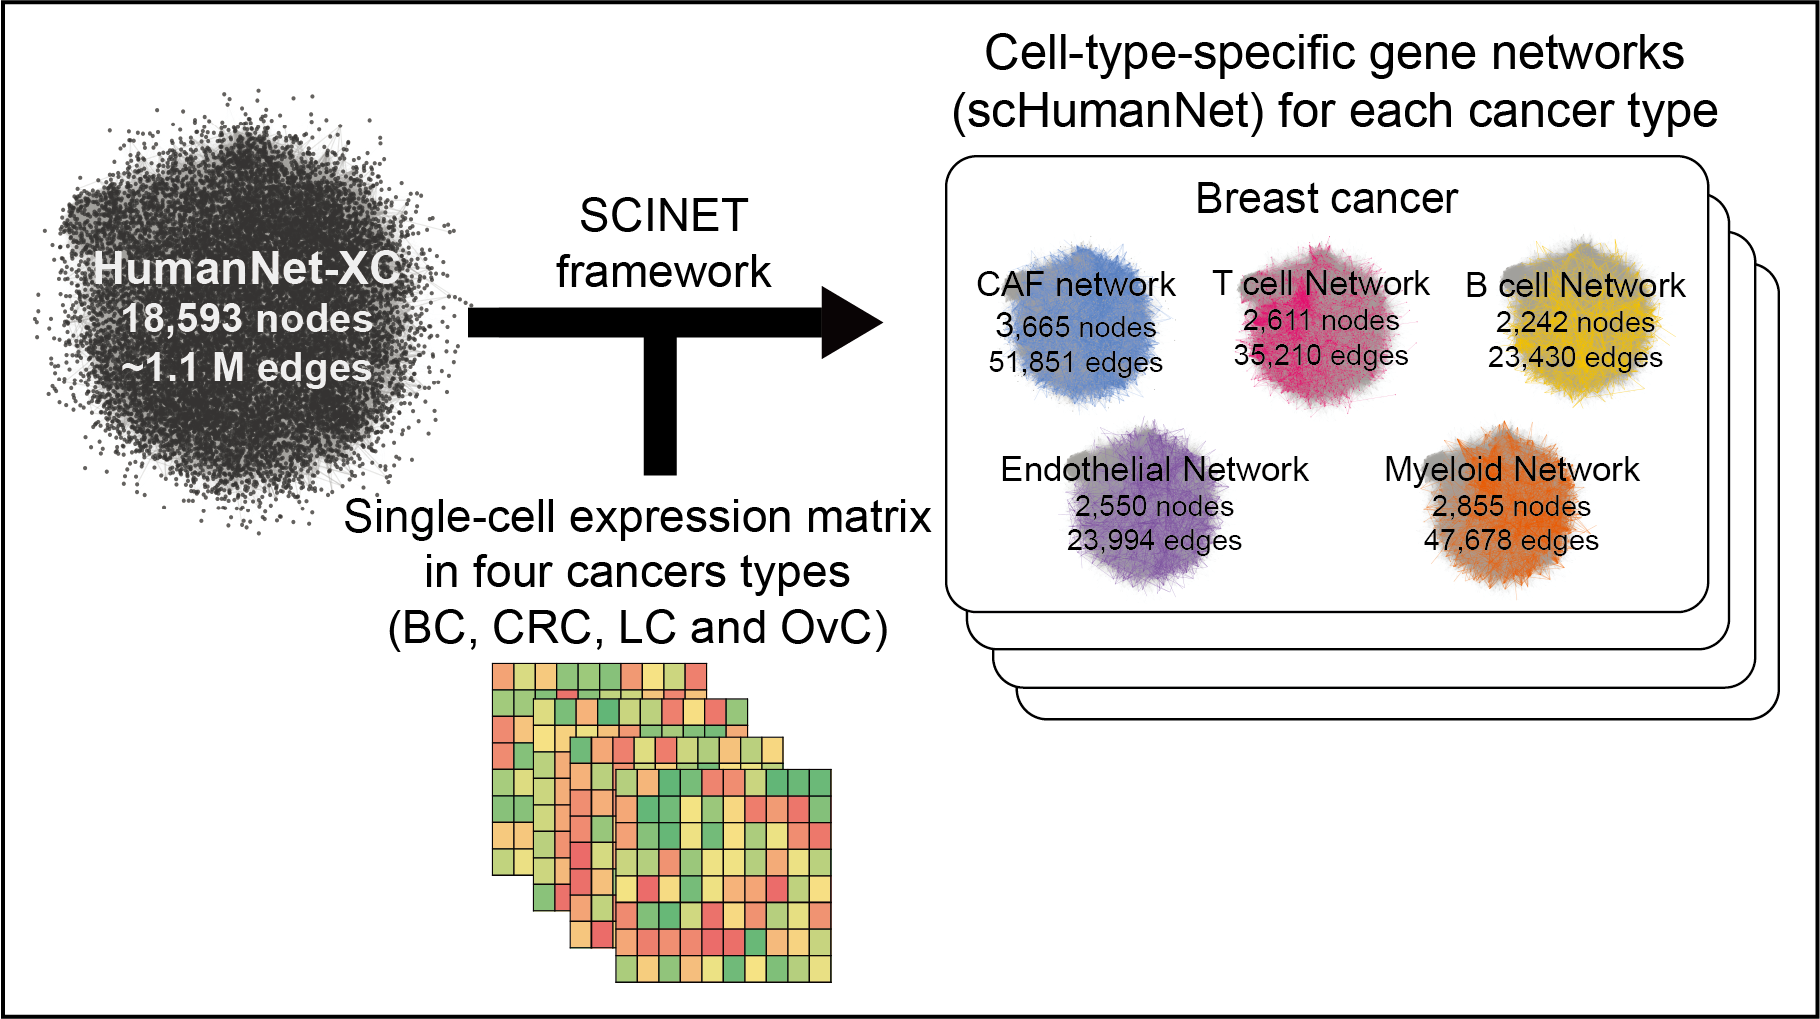 HumanNet-XC
18,593 nodes
~1.1 M edges
SCINET
framework
Single-cell expression matrix
in four cancers types
(BC, CRC, LC and OvC)
Cell-type-specific gene networks
(scHumanNet) for each cancer type
Breast cancer
CAF network
3,665 nodes
51,851 edges
T cell Network
2,611 nodes
35,210 edges
B cell Network
2,242 nodes
23,430 edges
Endothelial Network
2,550 nodes
23,994 edges
Myeloid Network
2,855 nodes
47,678 edges